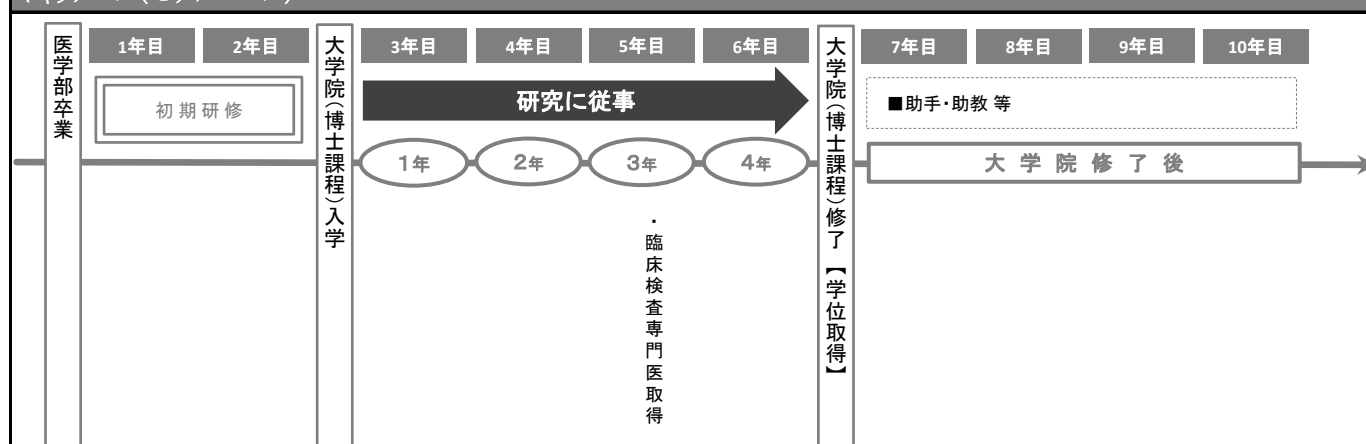 医学部卒業
1年目
2年目
初期研修
大学院(博士課程)入学
3年目
4年目
5年目
6年目
研究に従事
1年
2年
3年
4年
・臨床検査専門医取得
大学院(博士課程)修了【学位取得】
7年目
8年目
9年目
10年目
■助手・助教 等
大学院修了後